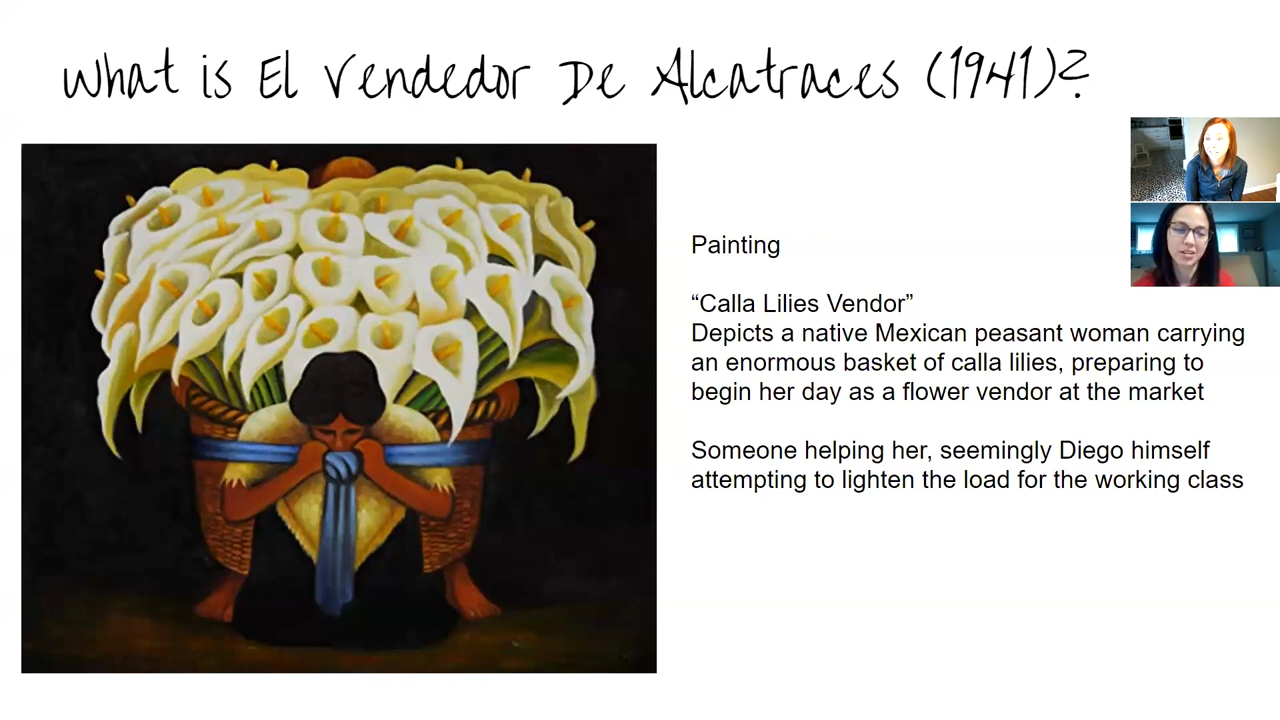 What is El Vendedor De Alcatraces (1941)?
Painting
“Calla Lilies Vendor”
Depicts a native Mexican peasant woman carrying
an enormous basket of calla lilies, preparing to
begin her day as a flower vendor at the market
Someone helping her, seemingly Diego himself
attempting to lighten the load for the working class